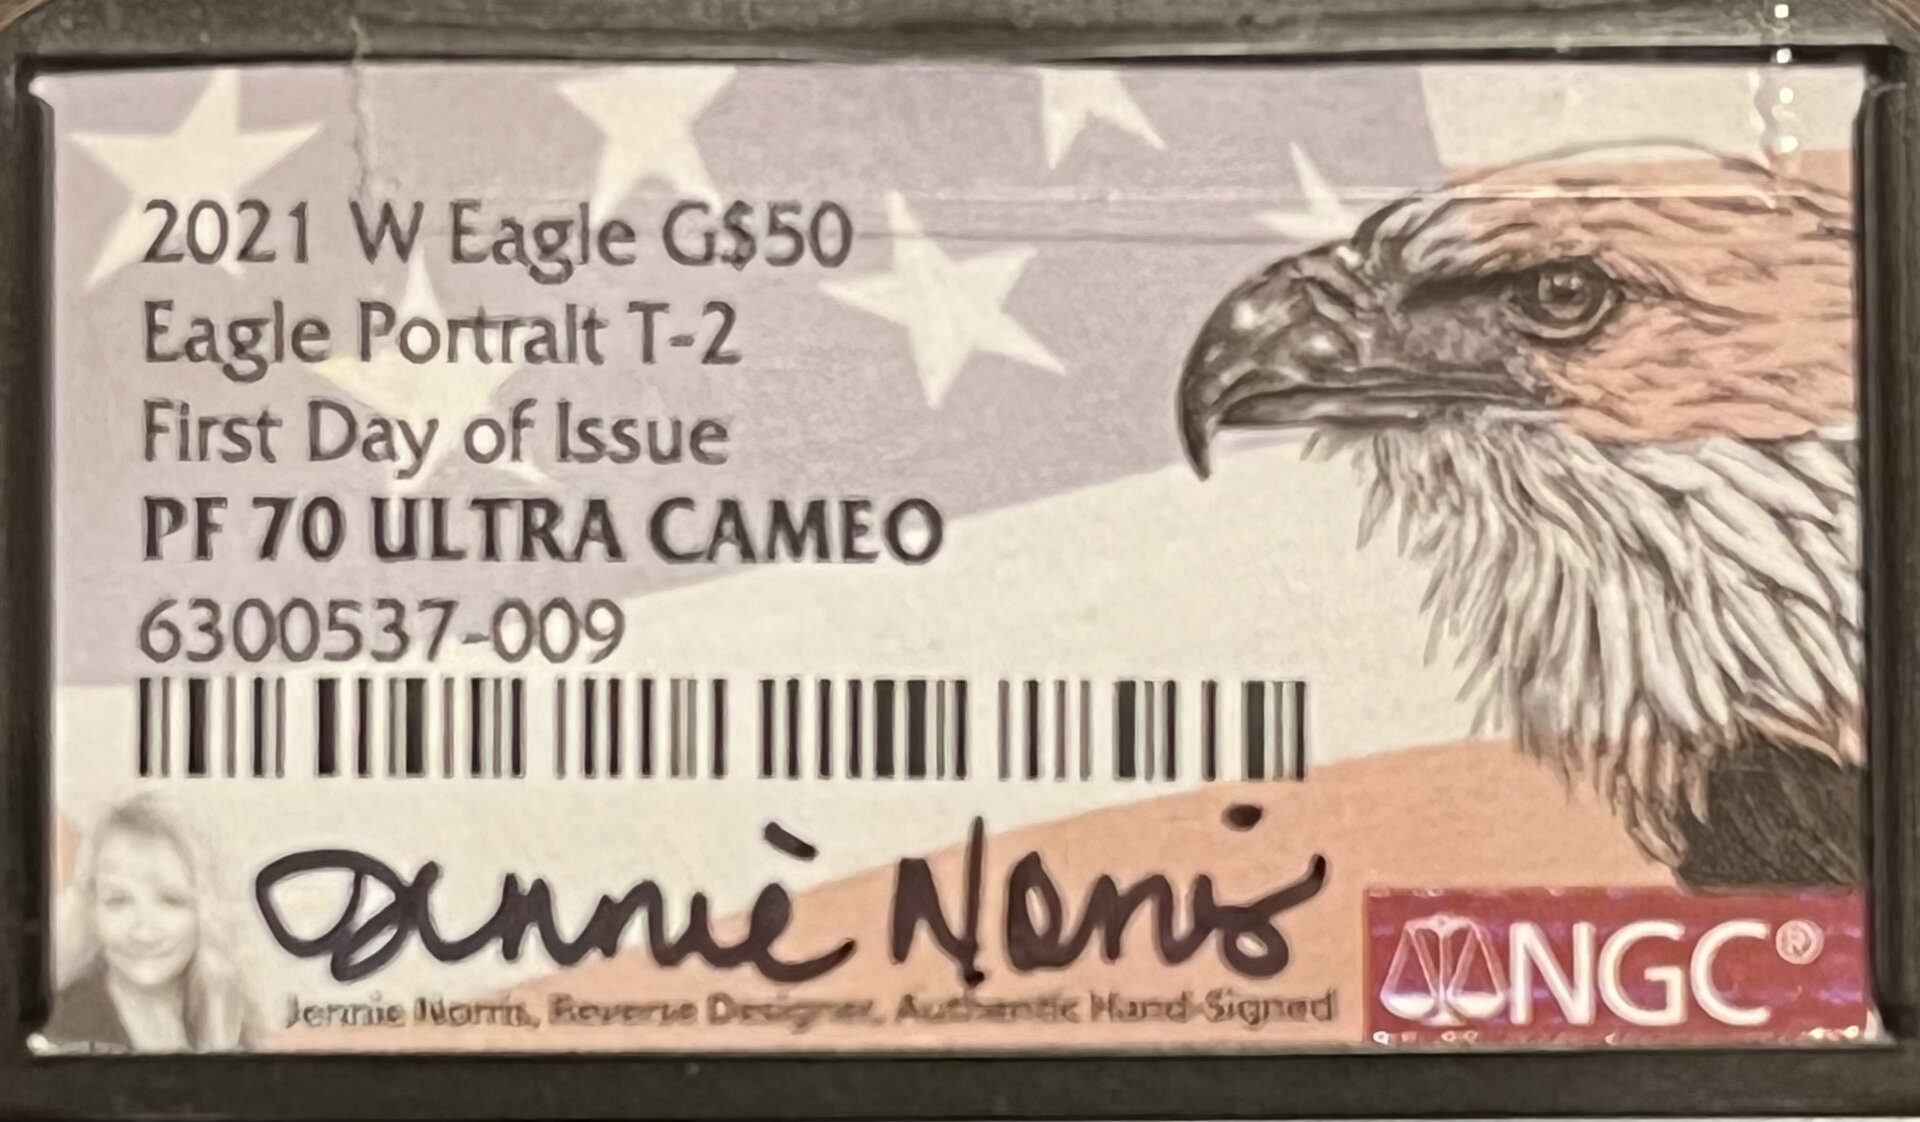 2021 W Eagle G$50
Eagle Portrait T-2
First Day of Issue
PF 70 ULTRA CAMEO
6300537-009
Jennie Norris
Jennie Norris, Reverse Designer, Authentic Hand Signed
NGC®